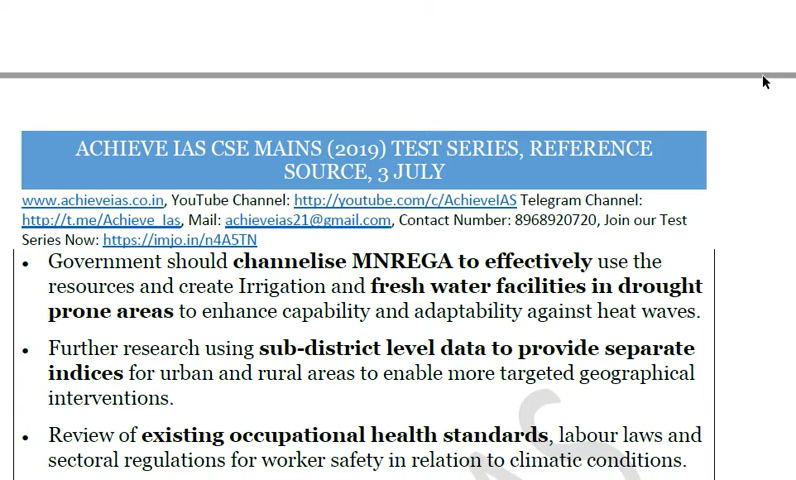 ACHIEVE IAS CSE MAINS (2019) TEST SERIES, REFERENCE
SOURCE, 3 JULY
www.achieveias.co.in, YouTube Channel: http://youtube.com/c/AchieveIAS Telegram Channel:
http://t.me/Achieve_Ias, Mail: achieveias21@gmail.com, Contact Number: 8968920720, Join our Test
Series Now: https://imjo.in/n4A5TN
• Government should channelise MNREGA to effectively use the
resources and create Irrigation and fresh water facilities in drought
prone areas to enhance capability and adaptability against heat waves.
• Further research using sub-district level data to provide separate
indices for urban and rural areas to enable more targeted geographical
interventions.
• Review of existing occupational health standards, labour laws and
sectoral regulations for worker safety in relation to climatic conditions.
AS